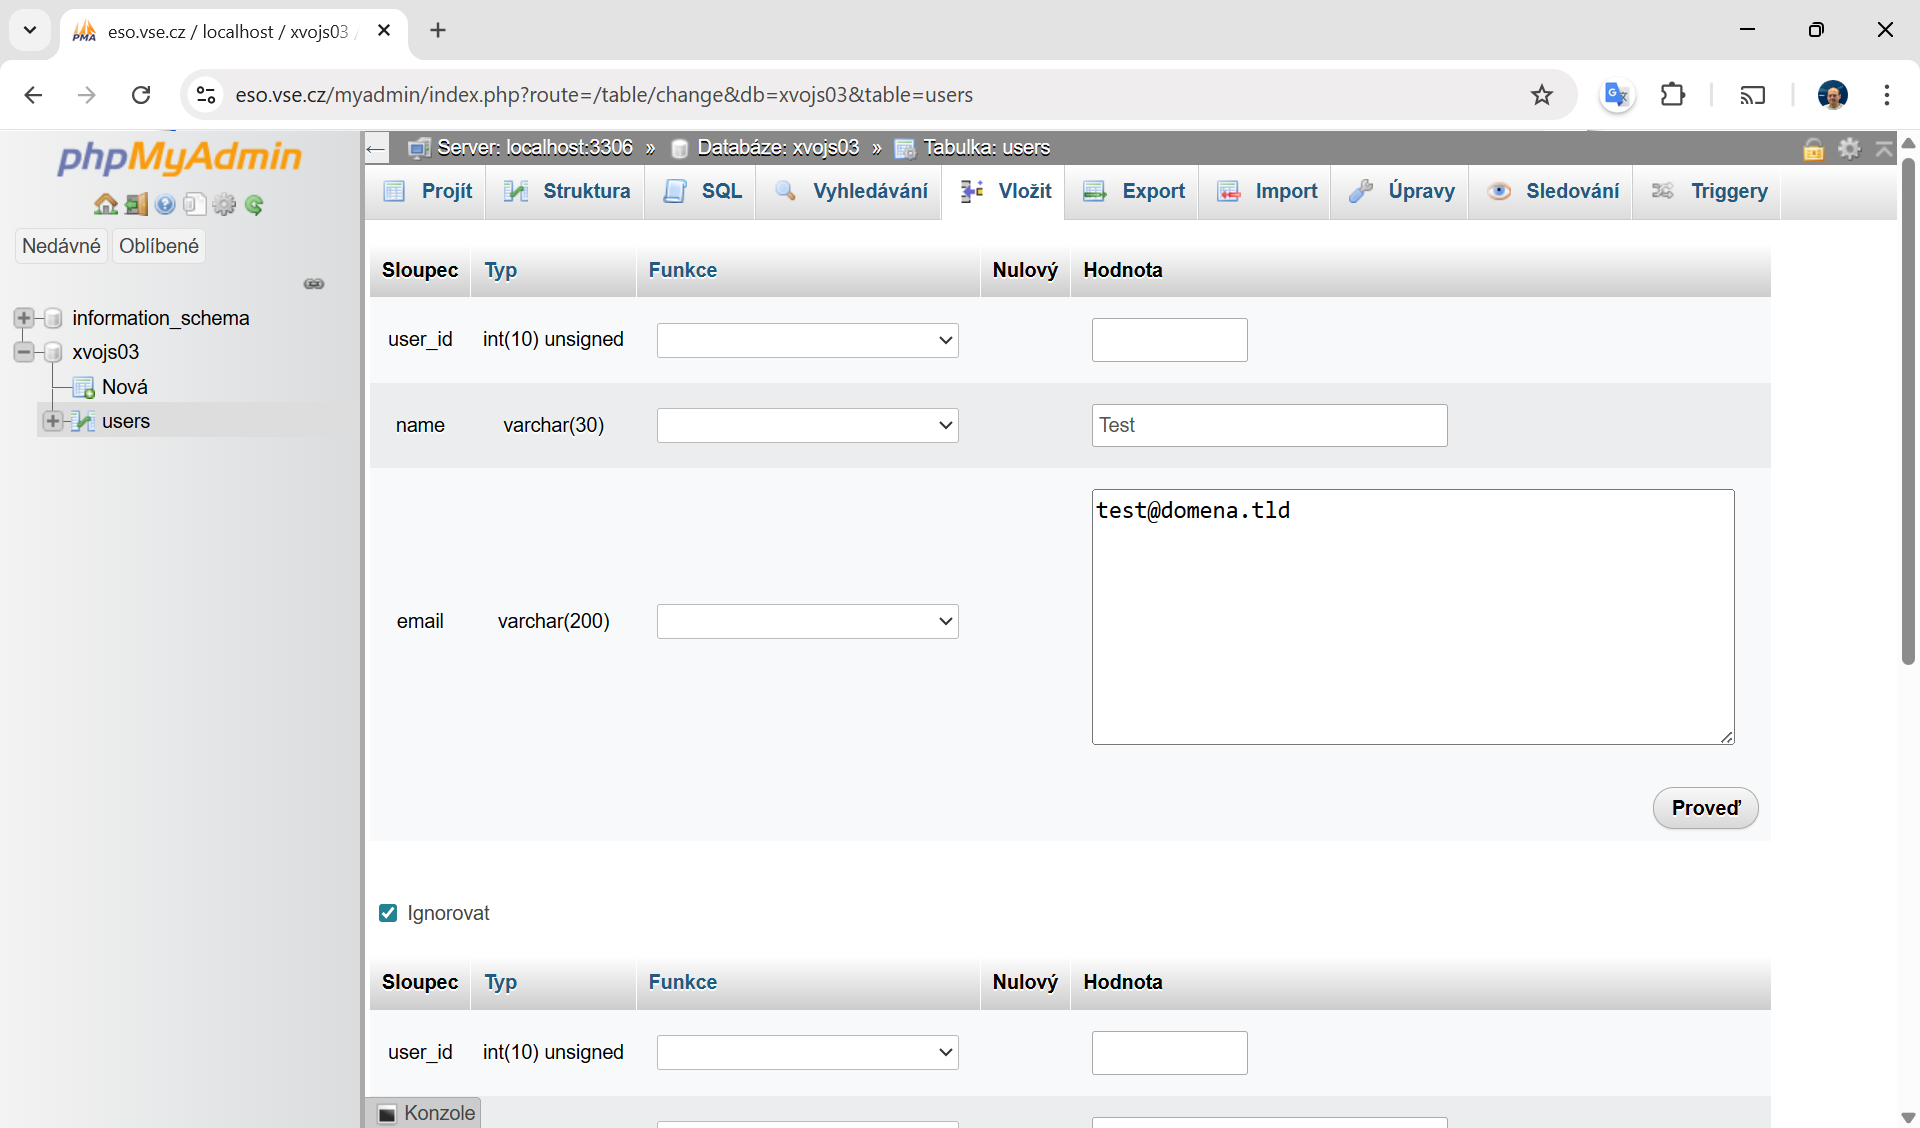 eso.vse.cz / localhost / xvojs03 /
eso.vse.cz/myadmin/index.php?route=/table/change&db=xvojs03&table=users
phpMyAdmin
Nedávné Oblíbené
information_schema
xvojs03
Nová
users
Server: localhost:3306 » Databáze: xvojs03 » Tabulka: users
Projít Struktura SQL Vyhledávání Vložit Export Import Úpravy Sledování Triggery
Sloupec Typ Funkce Nulový Hodnota
user_id int(10) unsigned
name varchar(30) Test
test@domena.tld
email varchar(200)
Proveď
Ignorovat
Sloupec Typ Funkce Nulový Hodnota
user_id int(10) unsigned
Konzole